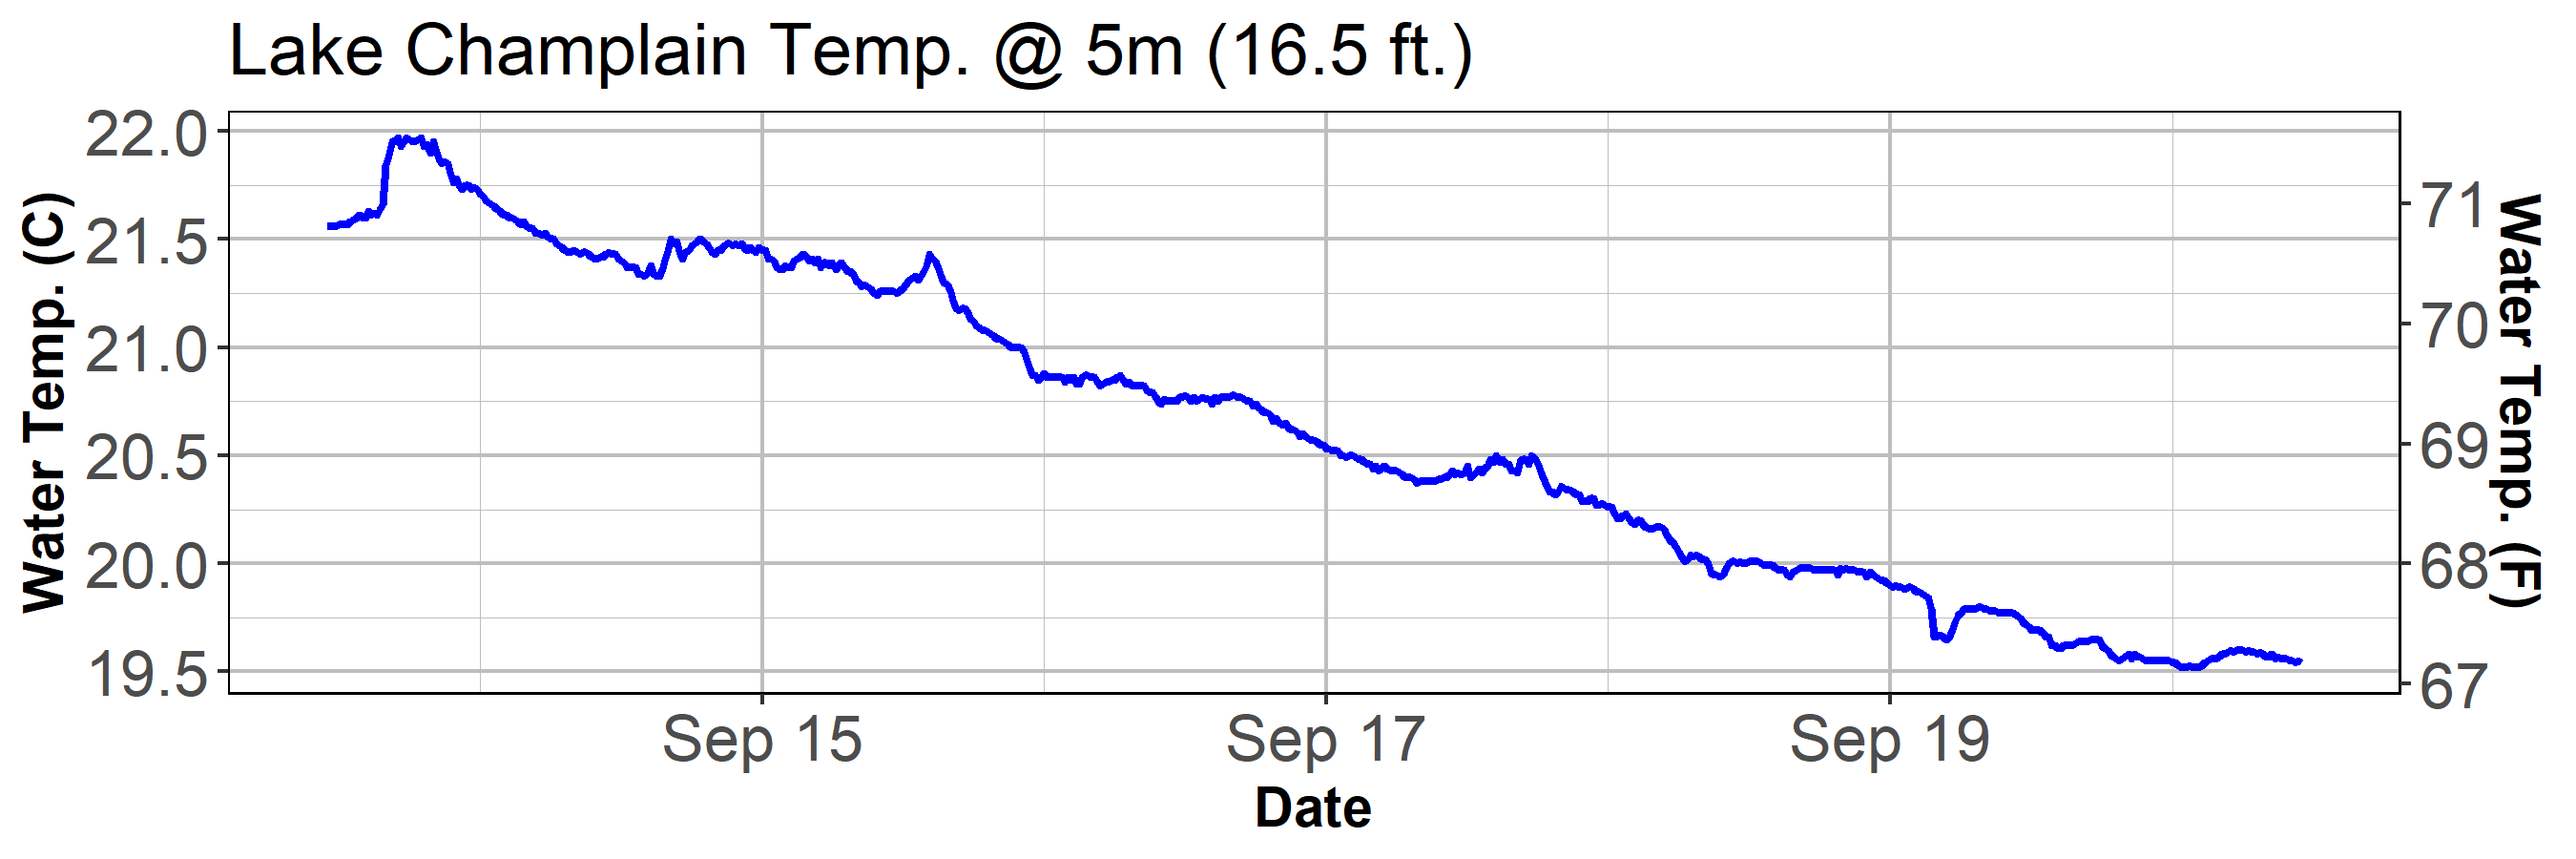 Lake Champlain Temp. @ 5m (16.5 ft.)
Water Temp. (C)
22.0
21.5
21.0
20.5
20.0
19.5
71
70
69
68
67
Water Temp. (F)
Sep 15
Sep 17
Sep 19
Date